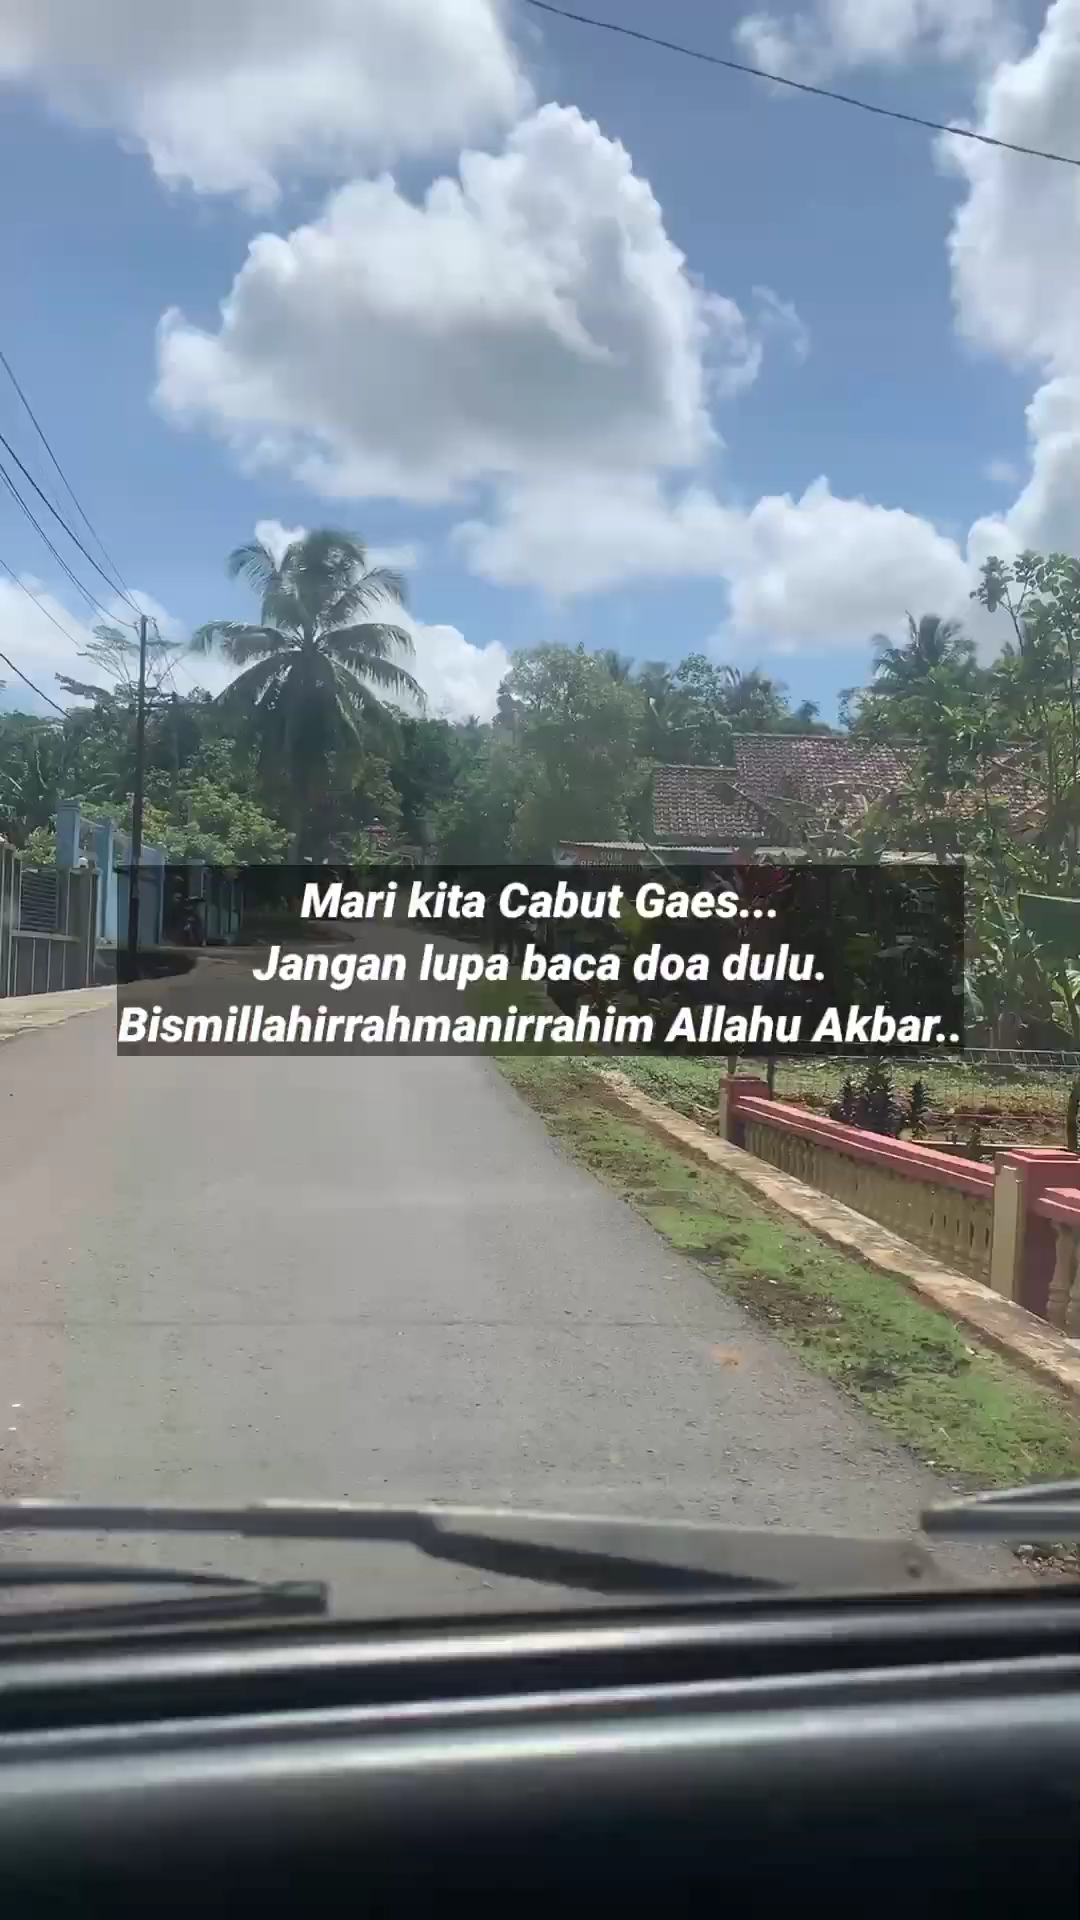 Mari kita Cabut Gaes...
Jangan lupa baca doa dulu.
Bismillahirrahmanirrahim Allahu Akbar..